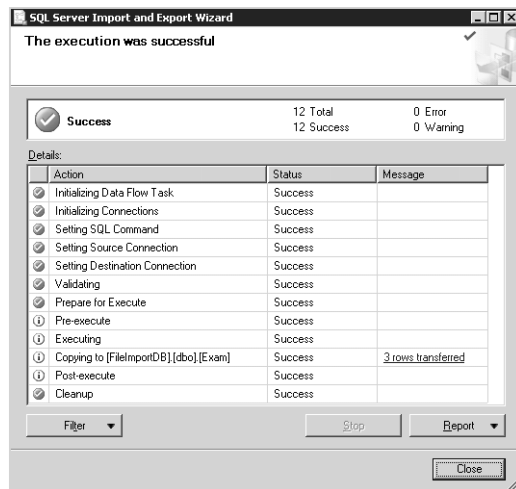 SQL Server Import and Export Wizard
The execution was successful
Success
12 Total 0 Error
12 Success 0 Warning
Details:
Action Status Message
Initializing Data Flow Task Success
Initializing Connections Success
Setting SQL Command Success
Setting Source Connection Success
Setting Destination Connection Success
Validating Success
Prepare for Execute Success
Pre-execute Success
Executing Success
Copying to [FileImportDB].[dbo].[Exam] Success 3 rows transferred
Post-execute Success
Cleanup Success
Filter Stop Report
Close